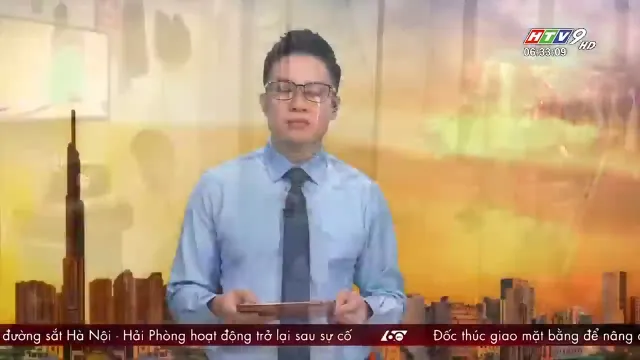 HTV9 HD
06:33:09
đường sắt Hà Nội - Hải Phòng hoạt động trở lại sau sự cố 60 Đốc thúc giao mặt bằng để nâng